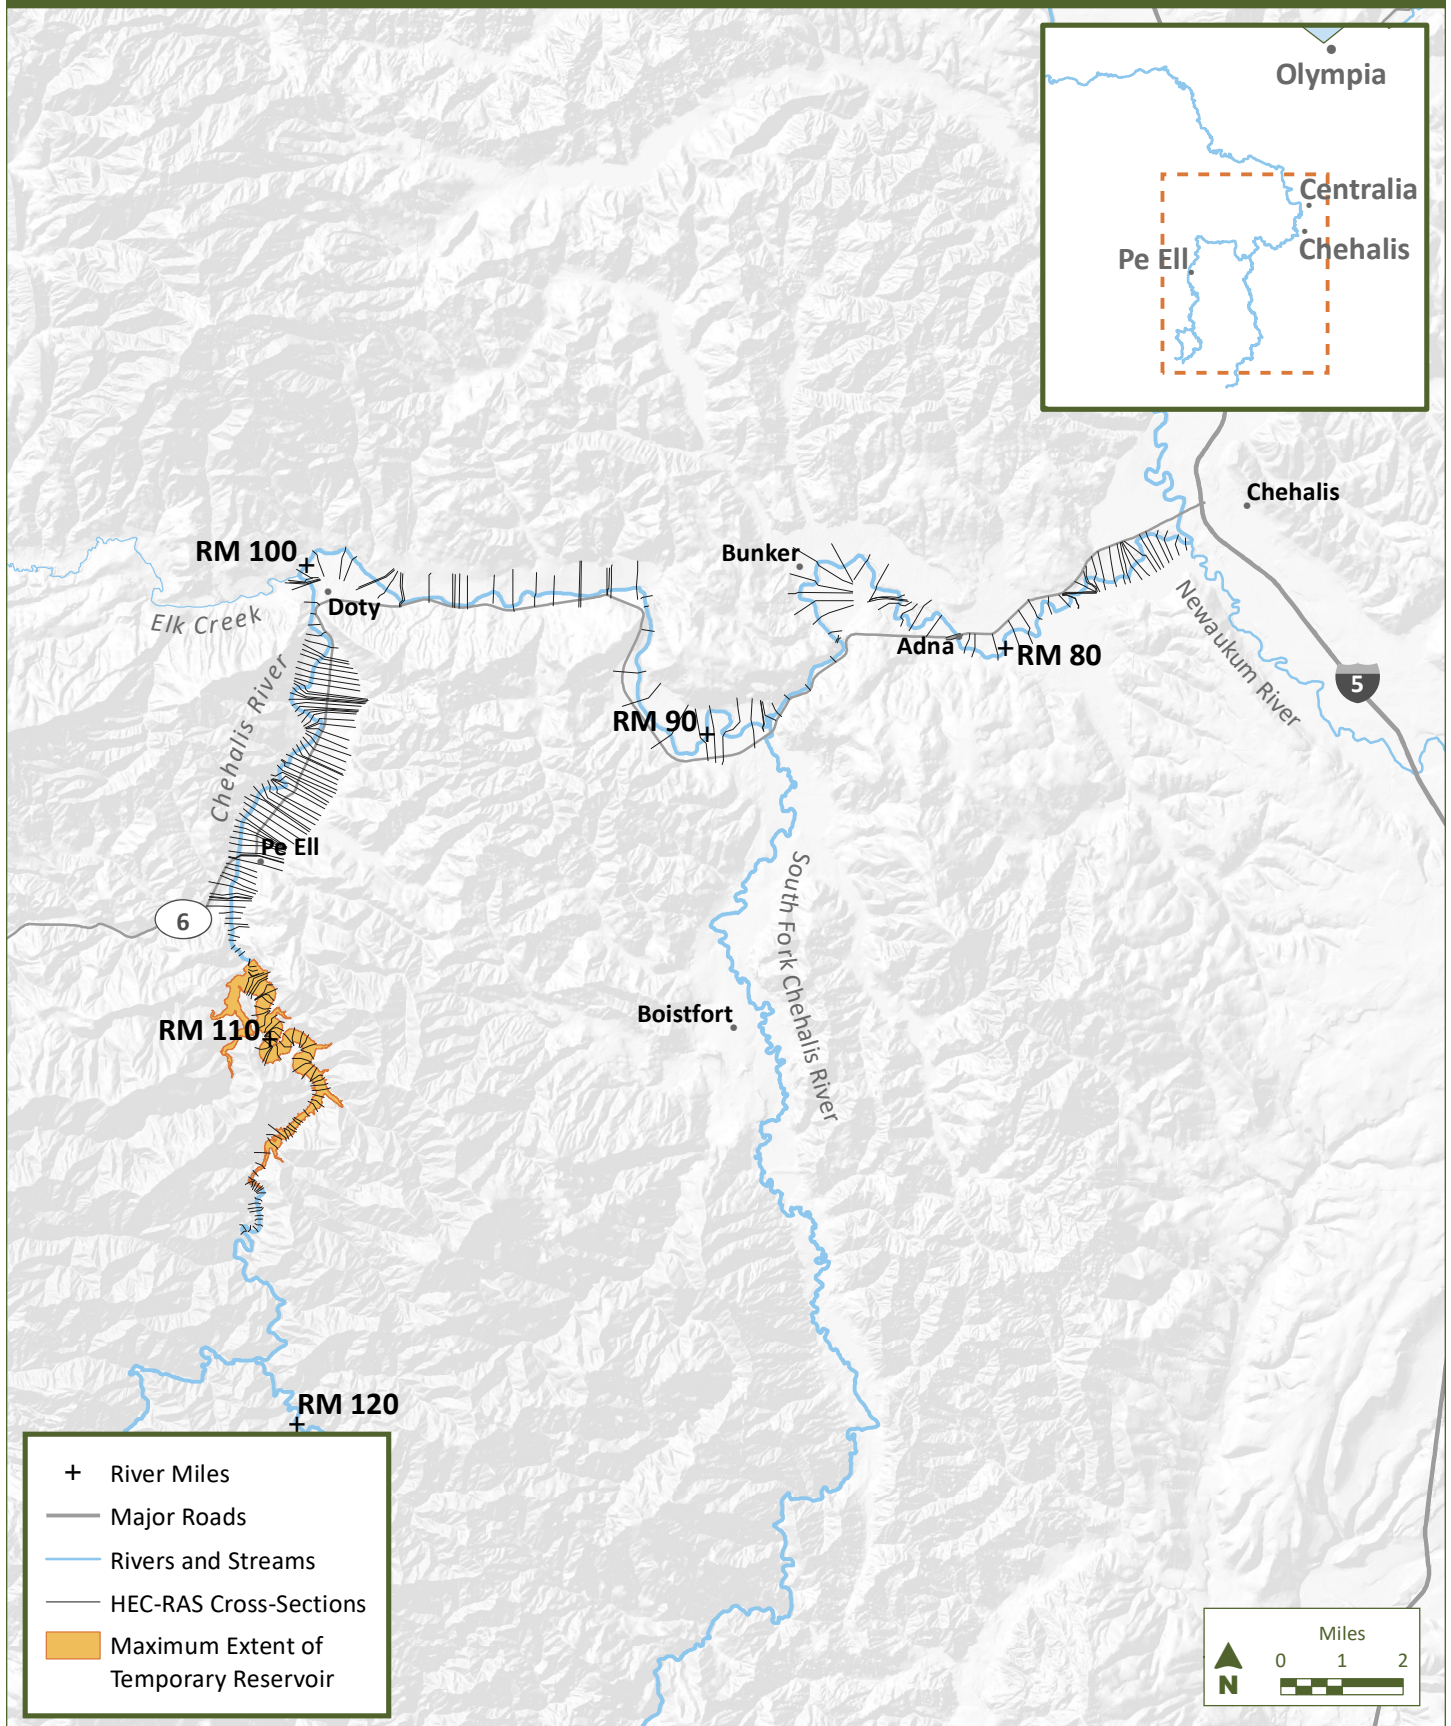 Olympia
Centralia
Chehalis
Pe Ell
Chehalis
RM 100
Bunker
Doty
Elk Creek
Adna
RM 80
Newaukum River
5
Chehalis River
RM 90
Pe Ell
South Fork Chehalis River
6
Boistfort
RM 110
RM 120
+ River Miles
Major Roads
Rivers and Streams
HEC-RAS Cross-Sections
Maximum Extent of
Temporary Reservoir
Miles
0 1 2
N